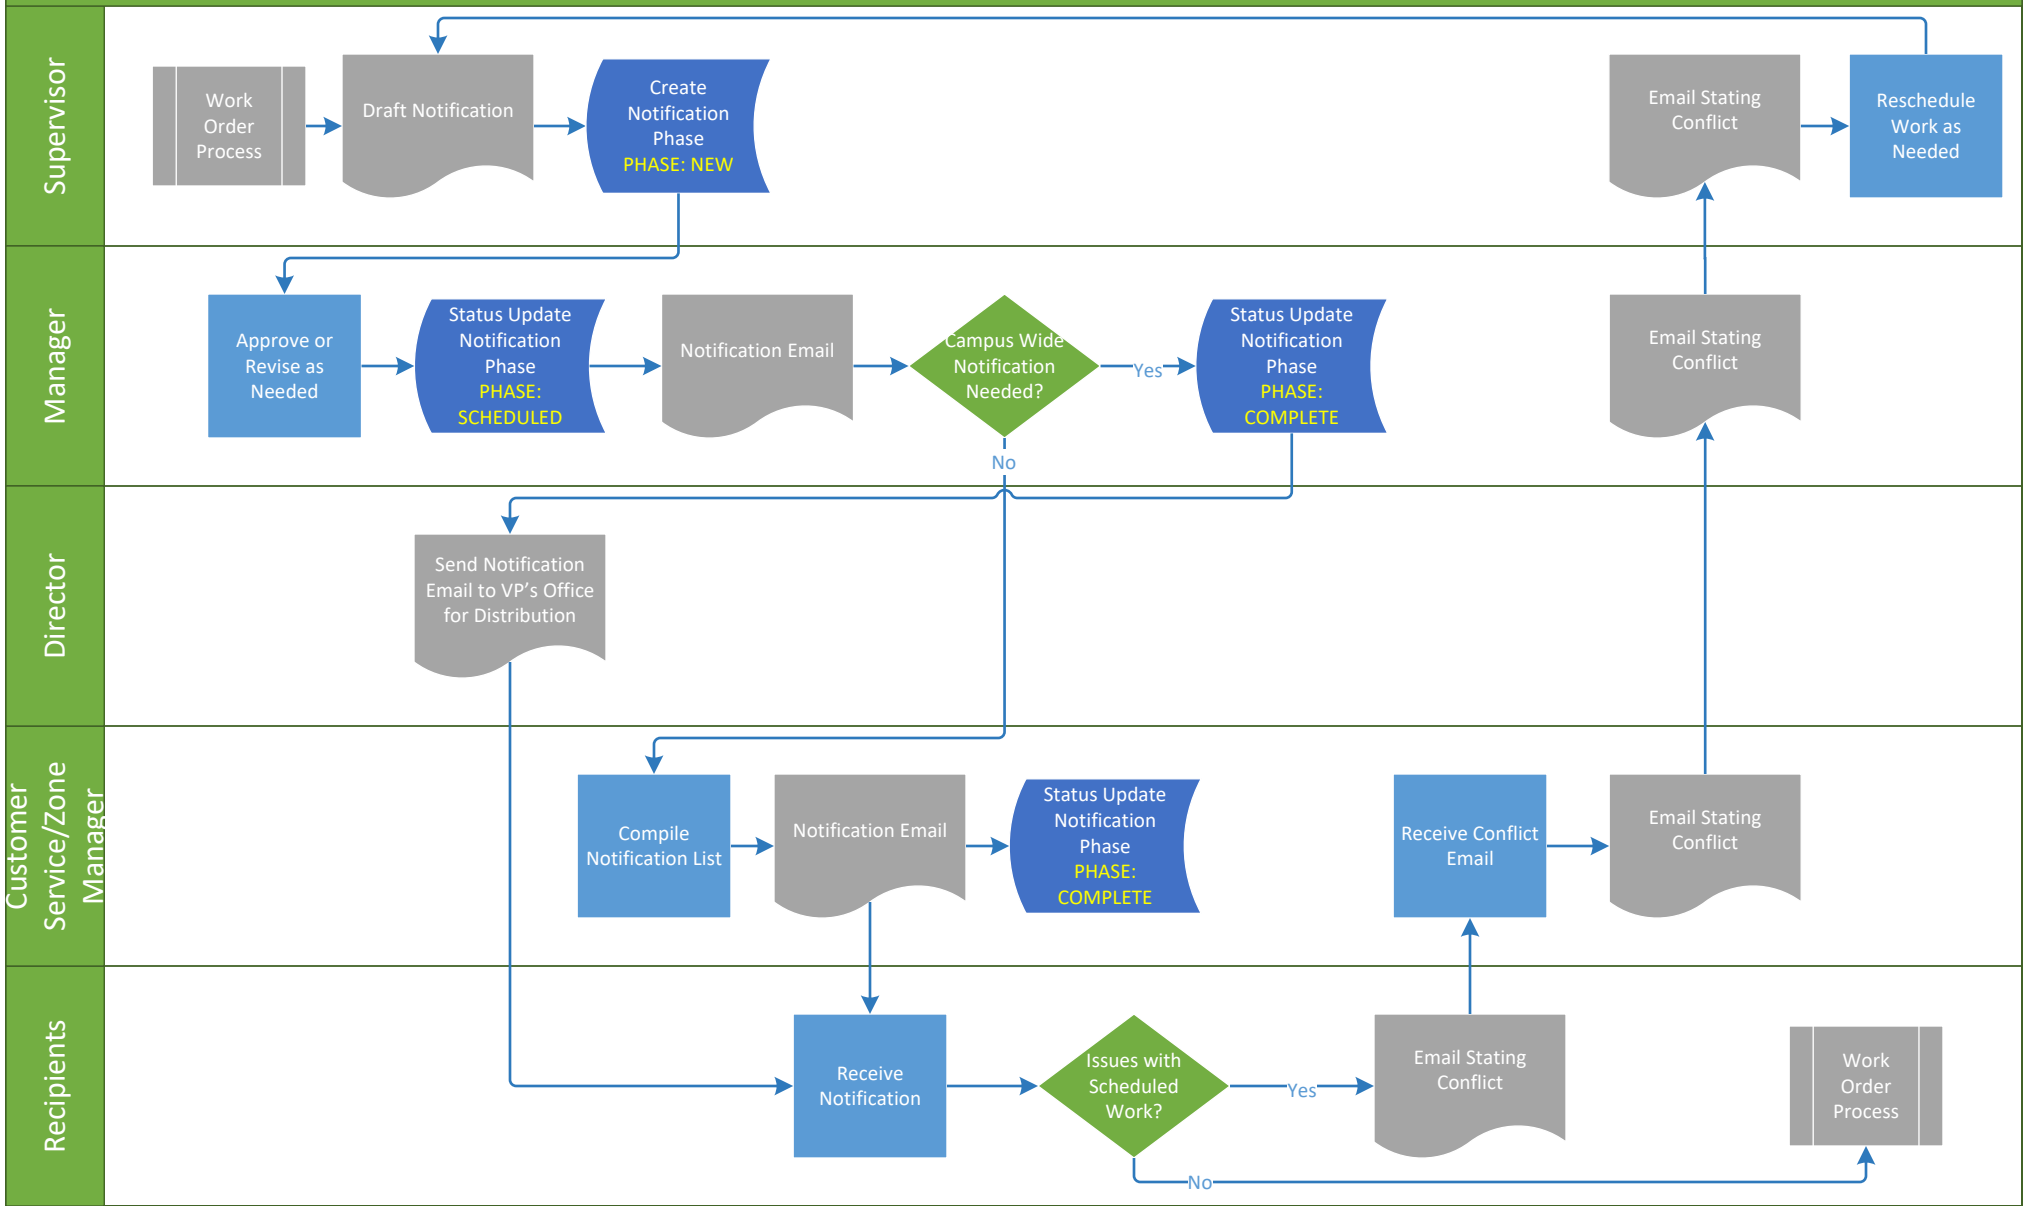 Supervisor
Work
Order
Process
Draft Notification
Create
Notification
Phase
PHASE: NEW
Email Stating
Conflict
Reschedule
Work as
Needed
Manager
Approve or
Revise as
Needed
Status Update
Notification
Phase
PHASE:
SCHEDULED
Notification Email
Campus Wide
Notification
Needed?
Yes
No
Status Update
Notification
Phase
PHASE:
COMPLETE
Email Stating
Conflict
Director
Send Notification
Email to VP’s Office
for Distribution
Customer
Service/Zone
Manager
Compile
Notification List
Notification Email
Status Update
Notification
Phase
PHASE:
COMPLETE
Receive Conflict
Email
Email Stating
Conflict
Recipients
Receive
Notification
Issues with
Scheduled
Work?
Yes
No
Email Stating
Conflict
Work
Order
Process